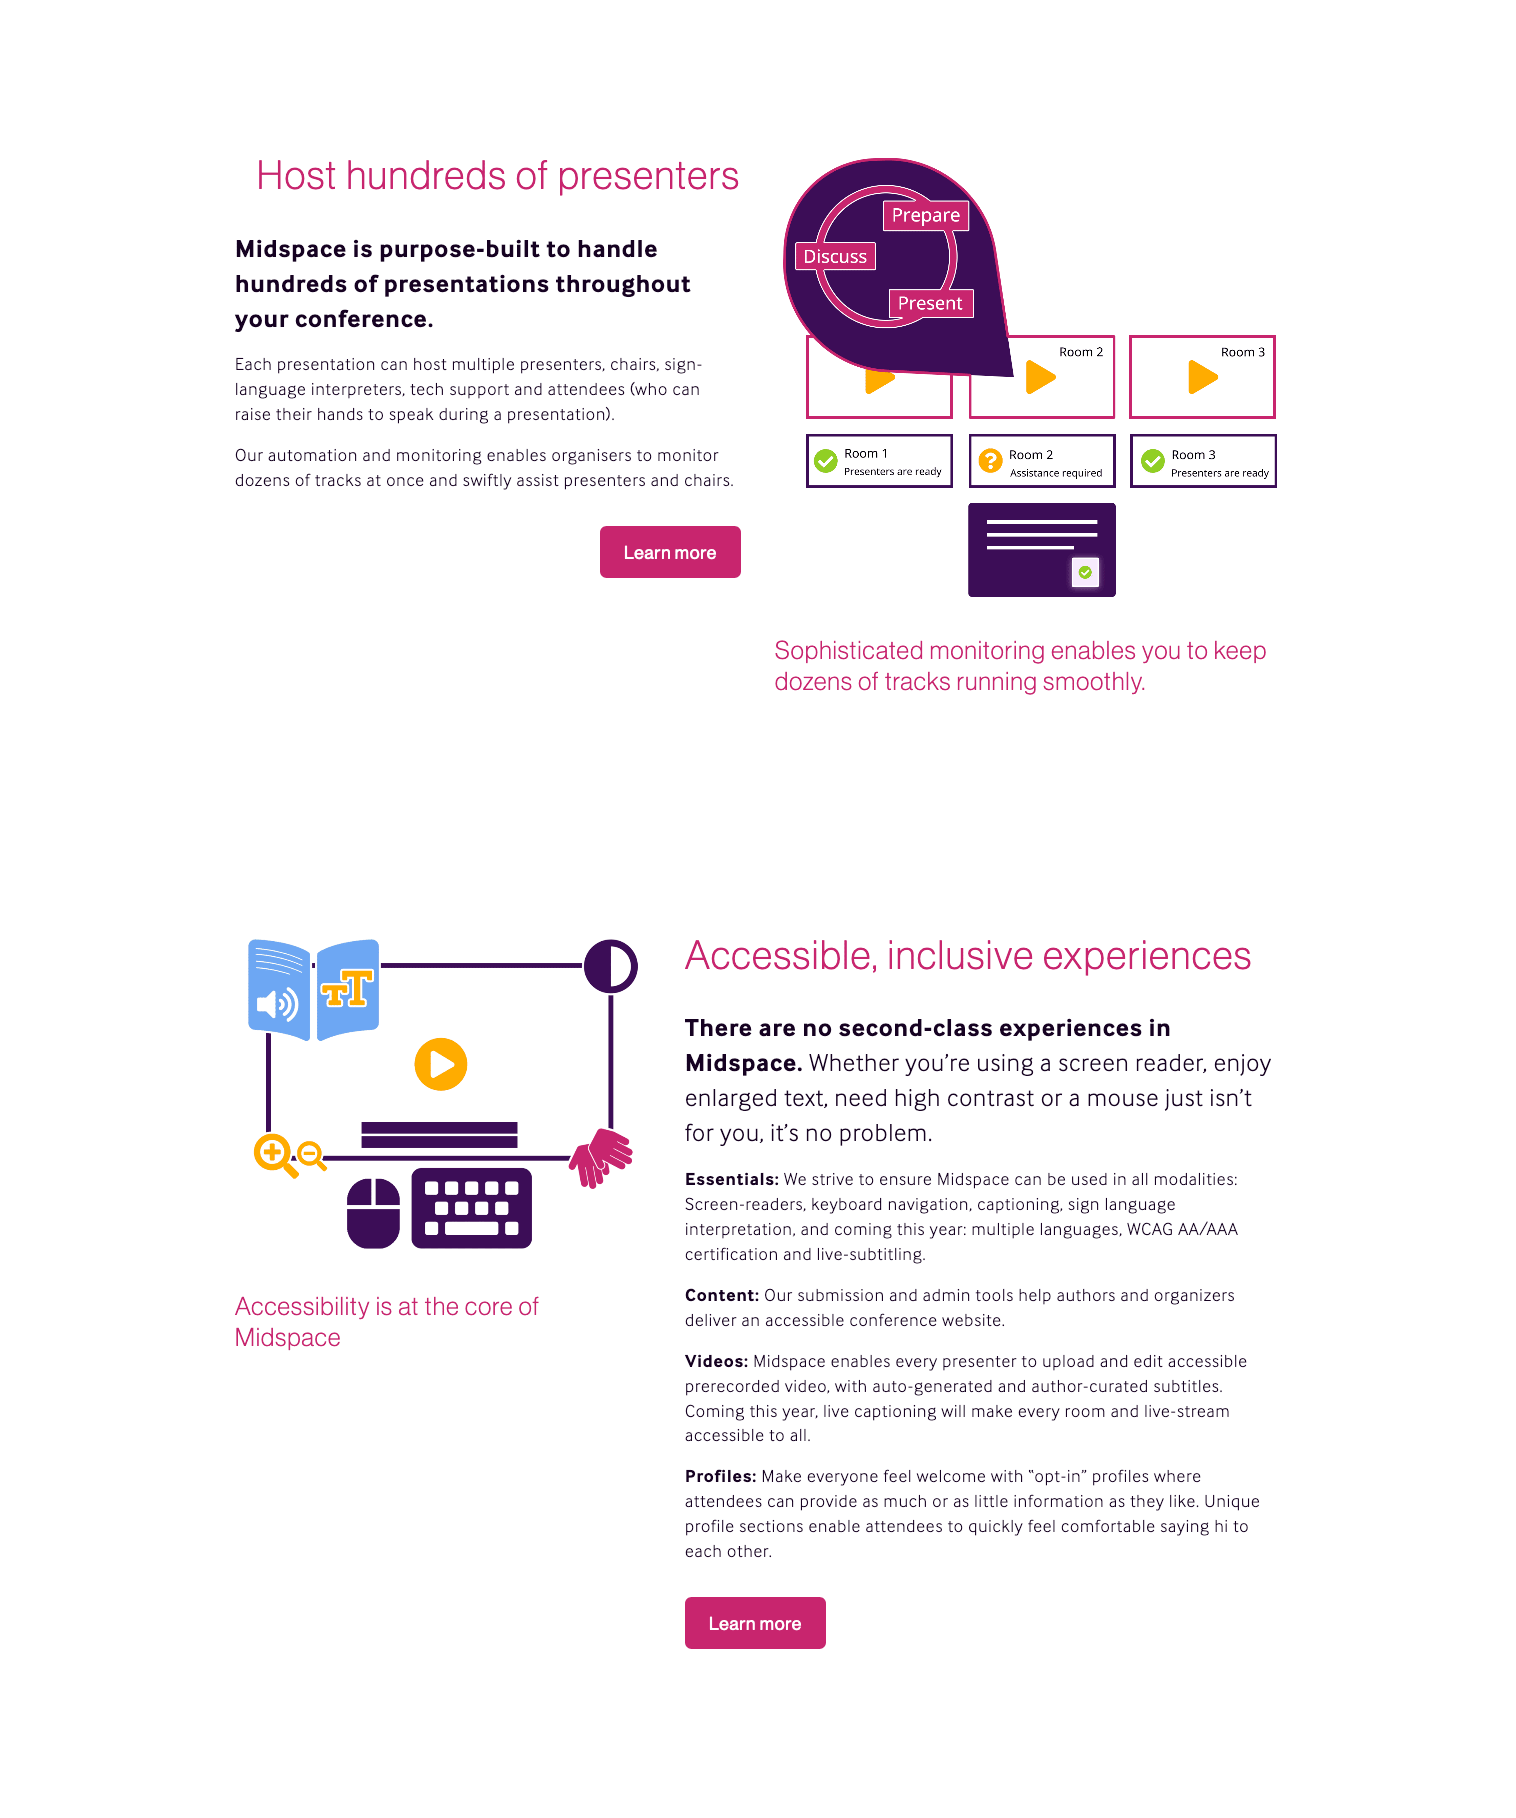 Host hundreds of presenters
Midspace is purpose-built to handle
hundreds of presentations throughout
your conference.
Each presentation can host multiple presenters, chairs, sign-
language interpreters, tech support and attendees (who can
raise their hands to speak during a presentation).
Our automation and monitoring enables organisers to monitor
dozens of tracks at once and swiftly assist presenters and chairs.
Learn more
Prepare
Discuss
Present
Room 2
Room 3
Room 1
Presenters are ready
Room 2
Assistance required
Room 3
Presenters are ready
Sophisticated monitoring enables you to keep
dozens of tracks running smoothly.
TT
Accessibility is at the core of
Midspace
Accessible, inclusive experiences
There are no second-class experiences in
Midspace. Whether you’re using a screen reader, enjoy
enlarged text, need high contrast or a mouse just isn’t
for you, it’s no problem.
Essentials: We strive to ensure Midspace can be used in all modalities:
Screen-readers, keyboard navigation, captioning, sign language
interpretation, and coming this year: multiple languages, WCAG AA/AAA
certification and live-subtitling.
Content: Our submission and admin tools help authors and organizers
deliver an accessible conference website.
Videos: Midspace enables every presenter to upload and edit accessible
prerecorded video, with auto-generated and author-curated subtitles.
Coming this year, live captioning will make every room and live-stream
accessible to all.
Profiles: Make everyone feel welcome with “opt-in” profiles where
attendees can provide as much or as little information as they like. Unique
profile sections enable attendees to quickly feel comfortable saying hi to
each other.
Learn more